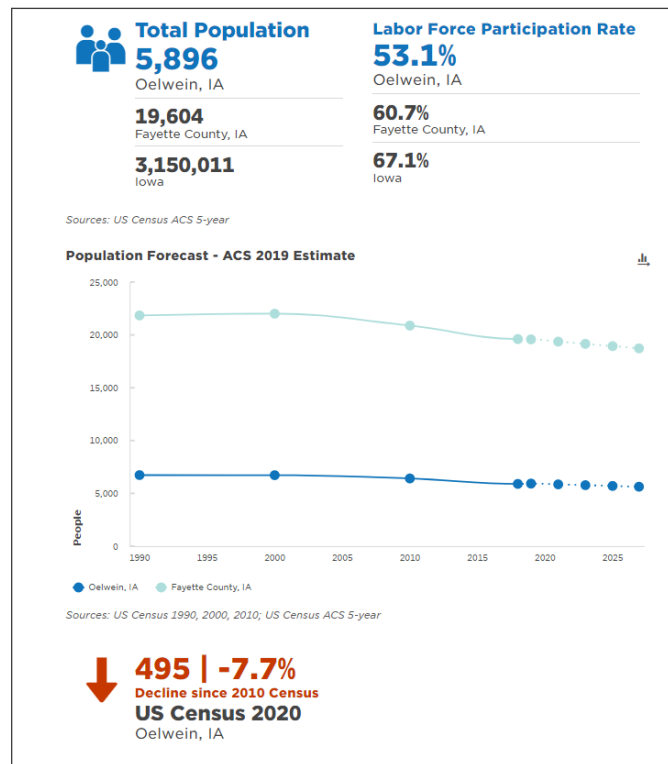 Total Population
5,896
Oelwein, IA
19,604
Fayette County, IA
3,150,011
Iowa
Labor Force Participation Rate
53.1%
Oelwein, IA
60.7%
Fayette County, IA
67.1%
Iowa
Sources: US Census ACS 5-year
Population Forecast - ACS 2019 Estimate
25,000
20,000
15,000
10,000
5,000
0
People
1990 1995 2000 2005 2010 2015 2020 2025
Oelwein, IA Fayette County, IA
Sources: US Census 1990, 2000, 2010; US Census ACS 5-year
495 | -7.7%
Decline since 2010 Census
US Census 2020
Oelwein, IA